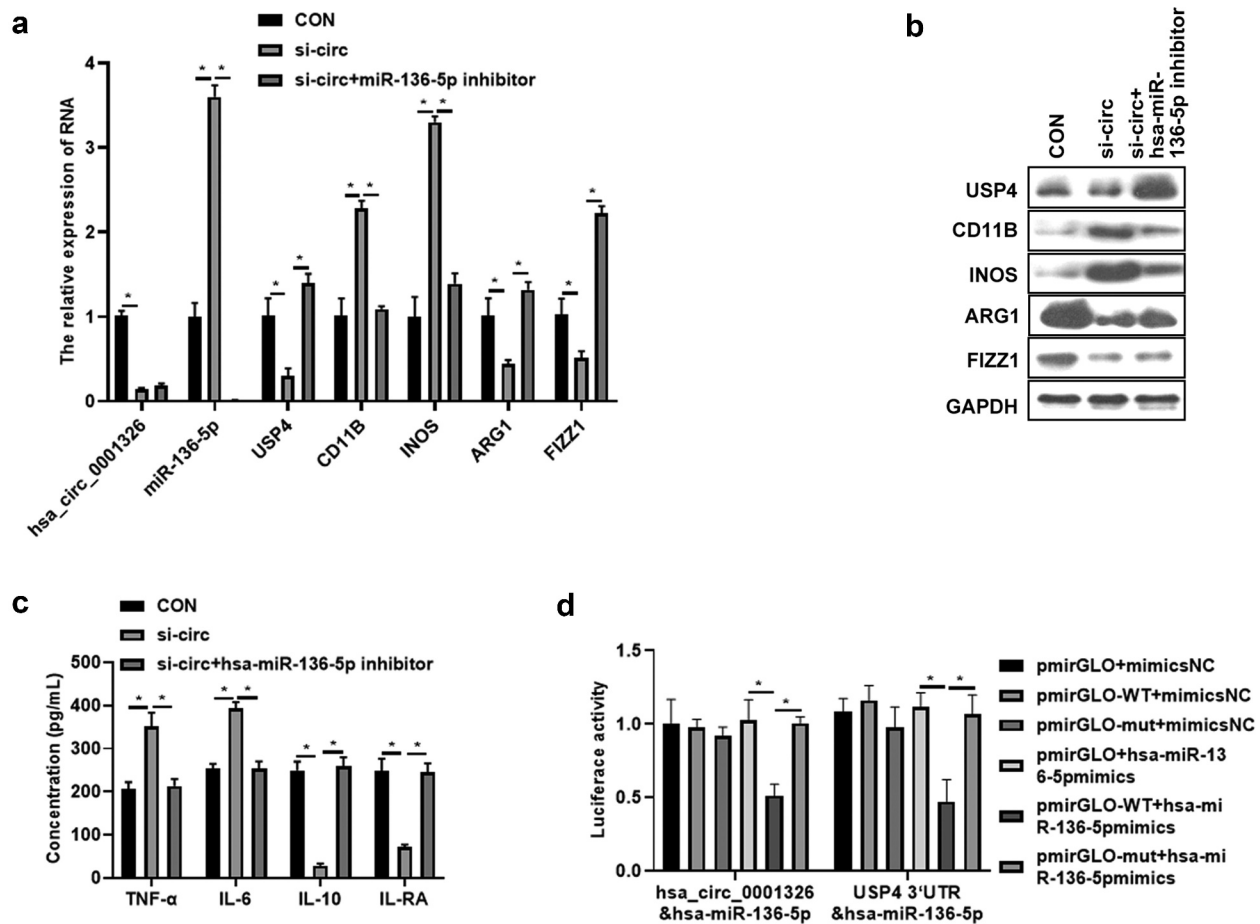 a
CON
si-circ
si-circ+miR-136-5p inhibitor
The relative expression of RNA
4
3
2
1
0
* *
* *
* *
* *
*
*
*
*
*
*
*
hsa_circ_0001326
miR-136-5p
USP4
CD11B
INOS
ARG1
FIZZ1
b
CON
si-circ
si-circ+
hsa-miR-
136-5p inhibitor
USP4
CD11B
INOS
ARG1
FIZZ1
GAPDH
c
CON
si-circ
si-circ+hsa-miR-136-5p inhibitor
Concentration (pg/mL)
500
400
300
200
100
0
* *
* *
* *
* *
TNF-α
IL-6
IL-10
IL-RA
d
Luciferace activity
1.5
1.0
0.5
0.0
*
*
* *
hsa_circ_0001326
&hsa-miR-136-5p
USP4 3'UTR
&hsa-miR-136-5p
pmirGLO+mimicsNC
pmirGLO-WT+mimicsNC
pmirGLO-mut+mimicsNC
pmirGLO+hsa-miR-13
6-5pmimics
pmirGLO-WT+hsa-mi
R-136-5pmimics
pmirGLO-mut+hsa-mi
R-136-5pmimics